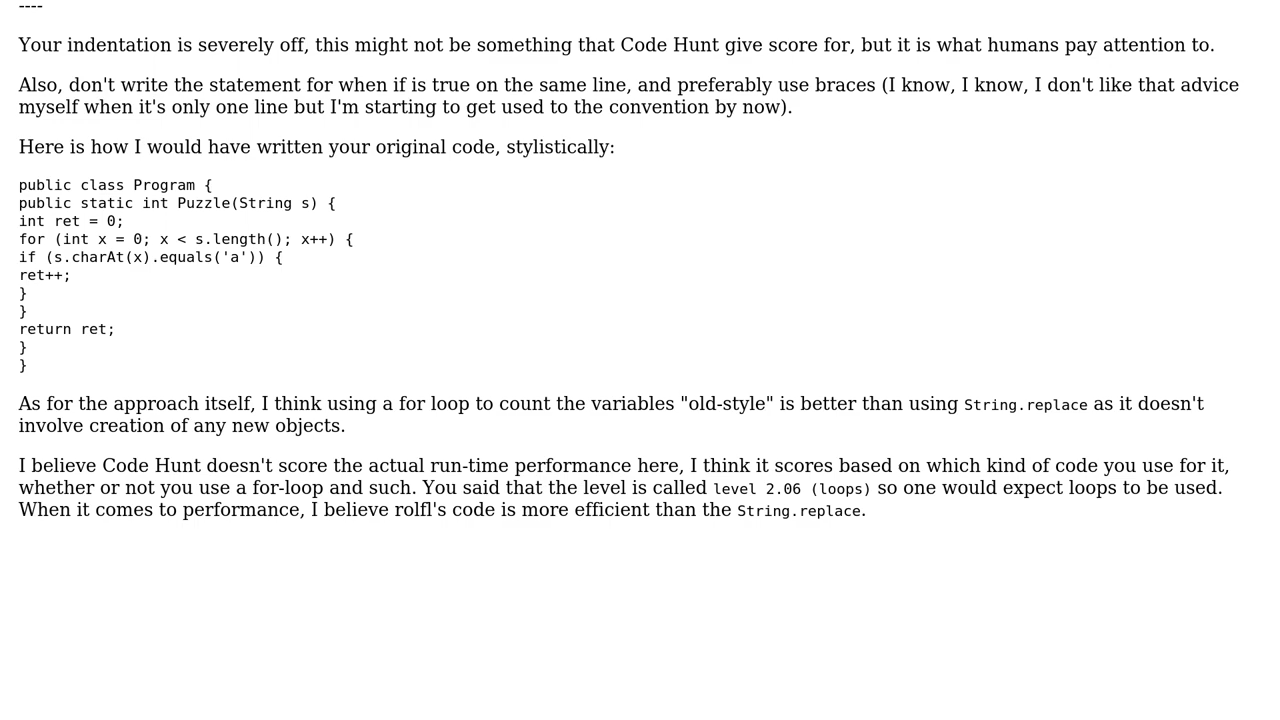 ----
Your indentation is severely off, this might not be something that Code Hunt give score for, but it is what humans pay attention to.
Also, don't write the statement for when if is true on the same line, and preferably use braces (I know, I know, I don't like that advice
myself when it's only one line but I'm starting to get used to the convention by now).
Here is how I would have written your original code, stylistically:
public class Program {
public static int Puzzle(String s) {
int ret = 0;
for (int x = 0; x < s.length(); x++) {
if (s.charAt(x).equals('a')) {
ret++;
}
}
return ret;
}
}
As for the approach itself, I think using a for loop to count the variables "old-style" is better than using String.replace as it doesn't
involve creation of any new objects.
I believe Code Hunt doesn't score the actual run-time performance here, I think it scores based on which kind of code you use for it,
whether or not you use a for-loop and such. You said that the level is called level 2.06 (loops) so one would expect loops to be used.
When it comes to performance, I believe rolfl's code is more efficient than the String.replace.